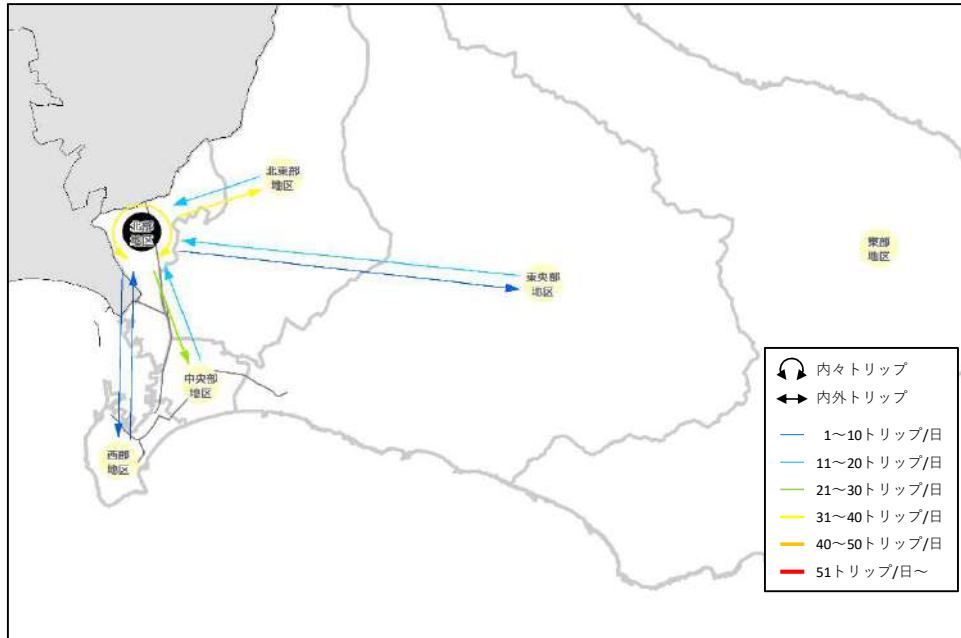 北東部
地区
北部
地区
東部
地区
東央部
地区
中央部
地区
西部
地区
内々トリップ
内外トリップ
1～10トリップ/日
11～20トリップ/日
21～30トリップ/日
31～40トリップ/日
40～50トリップ/日
51トリップ/日～